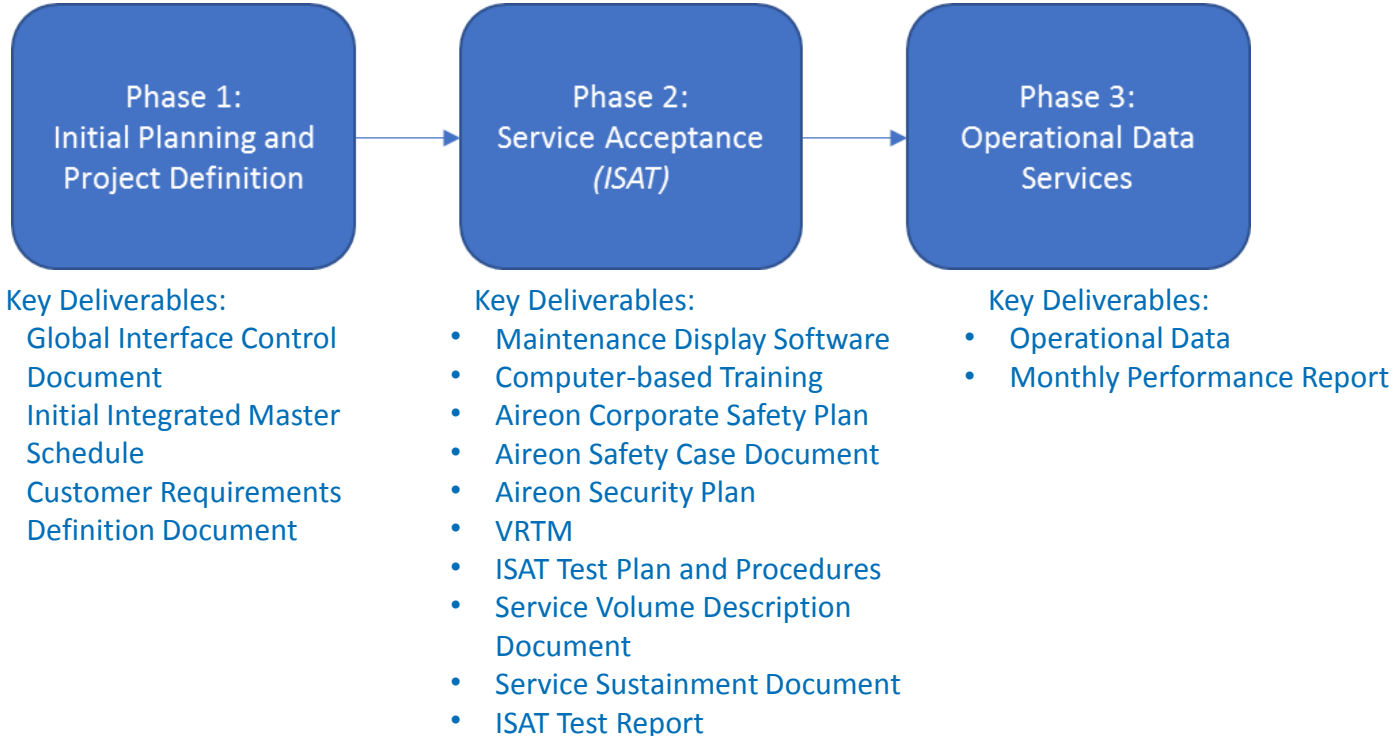 Phase 1:
Initial Planning and
Project Definition
Phase 2:
Service Acceptance
(ISAT)
Phase 3:
Operational Data
Services
Key Deliverables:
Global Interface Control
Document
Initial Integrated Master
Schedule
Customer Requirements
Definition Document
Key Deliverables:
• Maintenance Display Software
• Computer-based Training
• Aireon Corporate Safety Plan
• Aireon Safety Case Document
• Aireon Security Plan
• VRTM
• ISAT Test Plan and Procedures
• Service Volume Description
Document
• Service Sustainment Document
• ISAT Test Report
Key Deliverables:
• Operational Data
• Monthly Performance Report